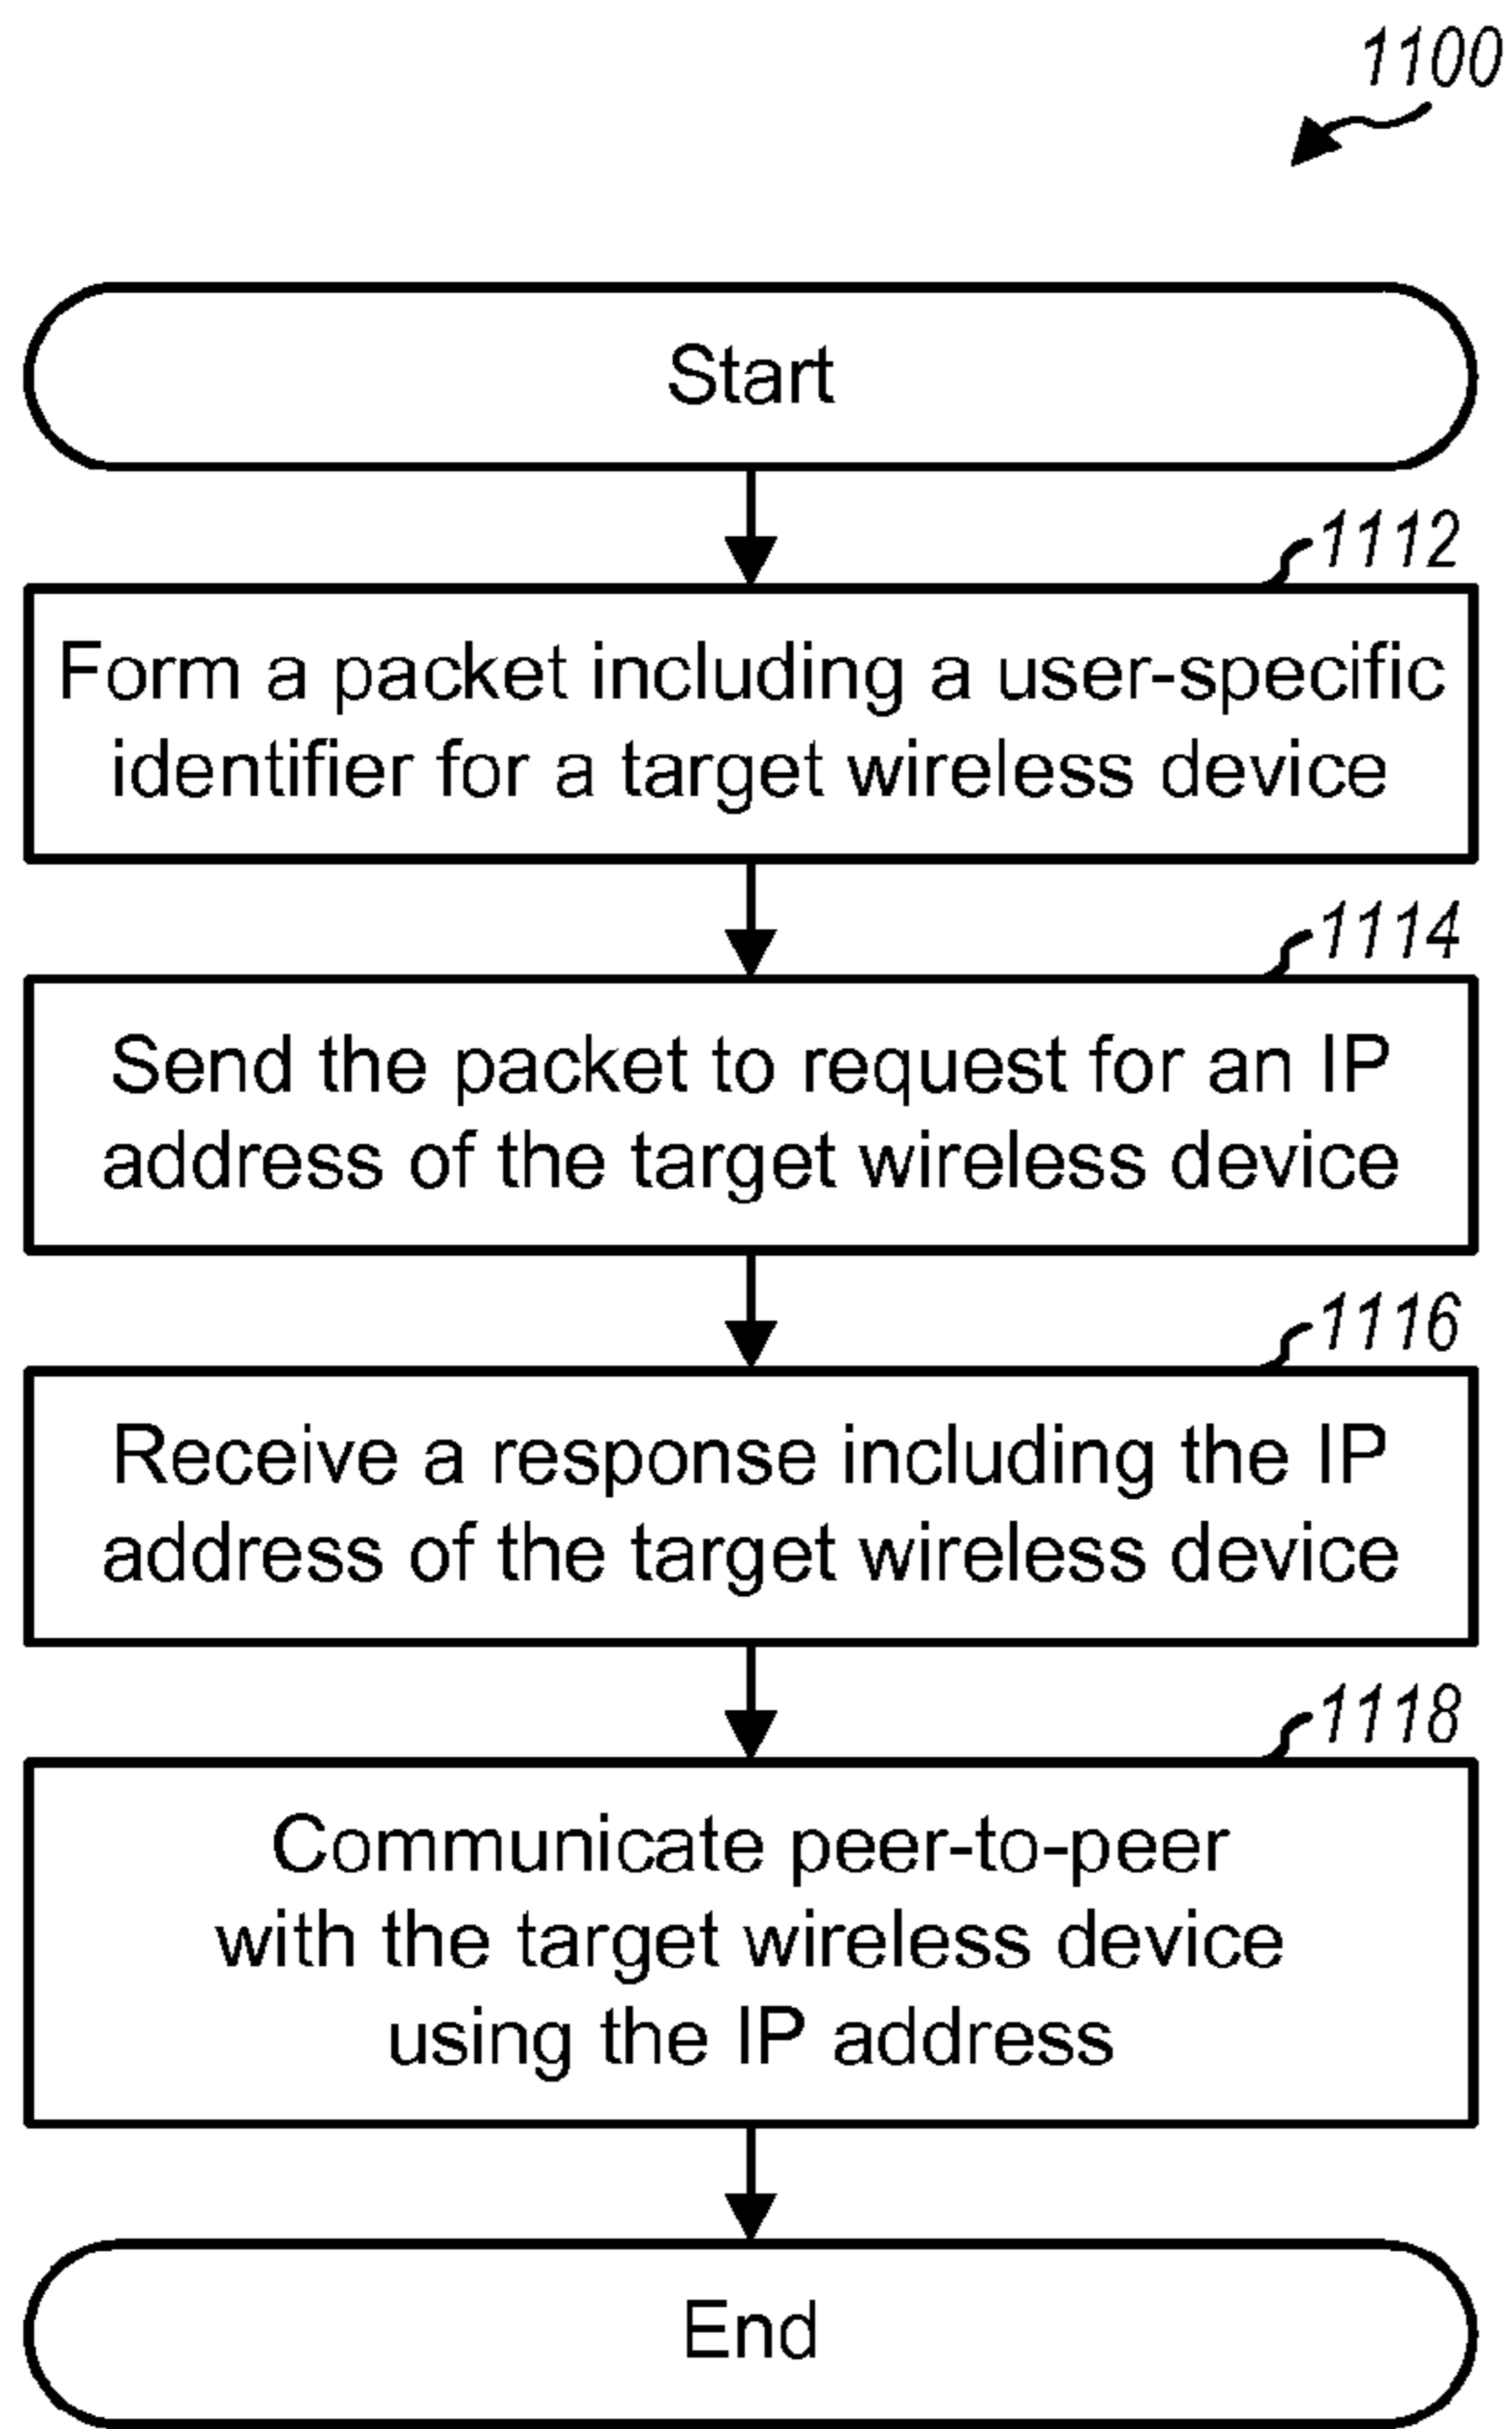 1100
Start
1112
Form a packet including a user-specific
identifier for a target wireless device
1114
Send the packet to request for an IP
address of the target wireless device
1116
Receive a response including the IP
address of the target wireless device
1118
Communicate peer-to-peer
with the target wireless device
using the IP address
End